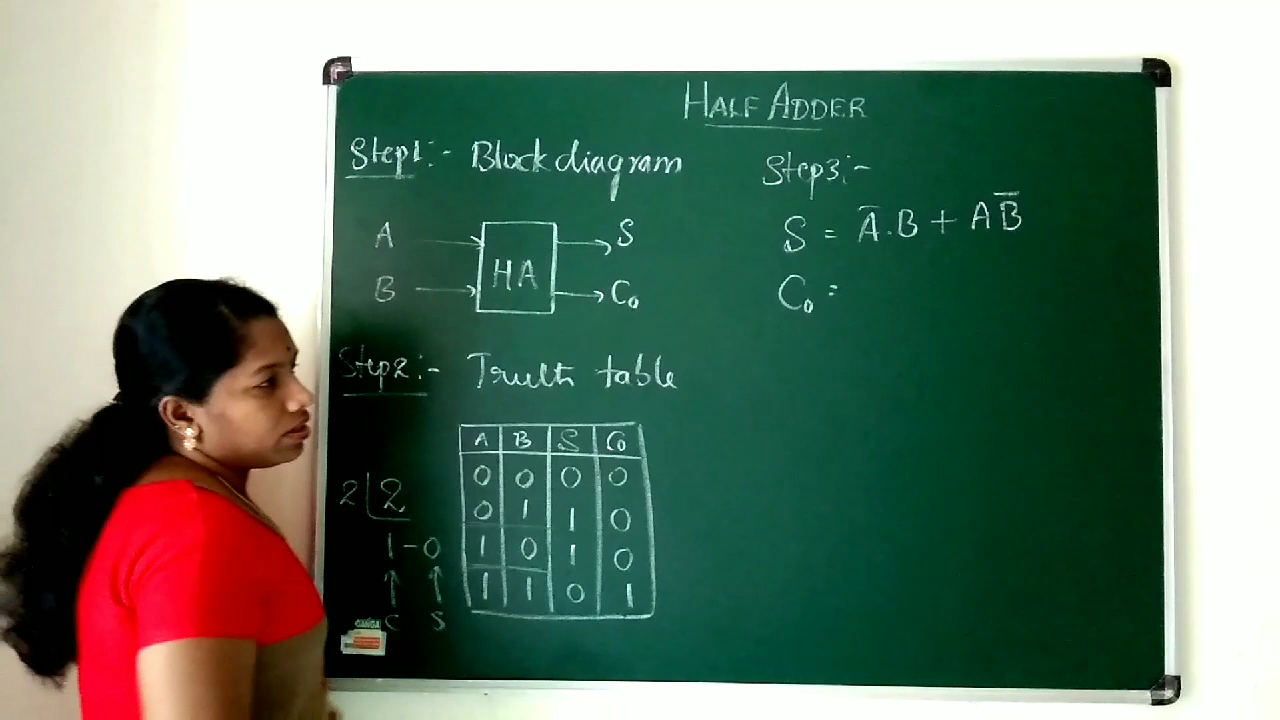 HALF ADDER
Step1:- Block diagram
A
B
HA
S
C₀
Step2:- Truth table
A B S C₀
0 0 0 0
0 1 1 0
1 0 1 0
1 1 0 1
2 2
1 - 0
C S
Step3:-
S = A̅.B + AB̅
C₀ =